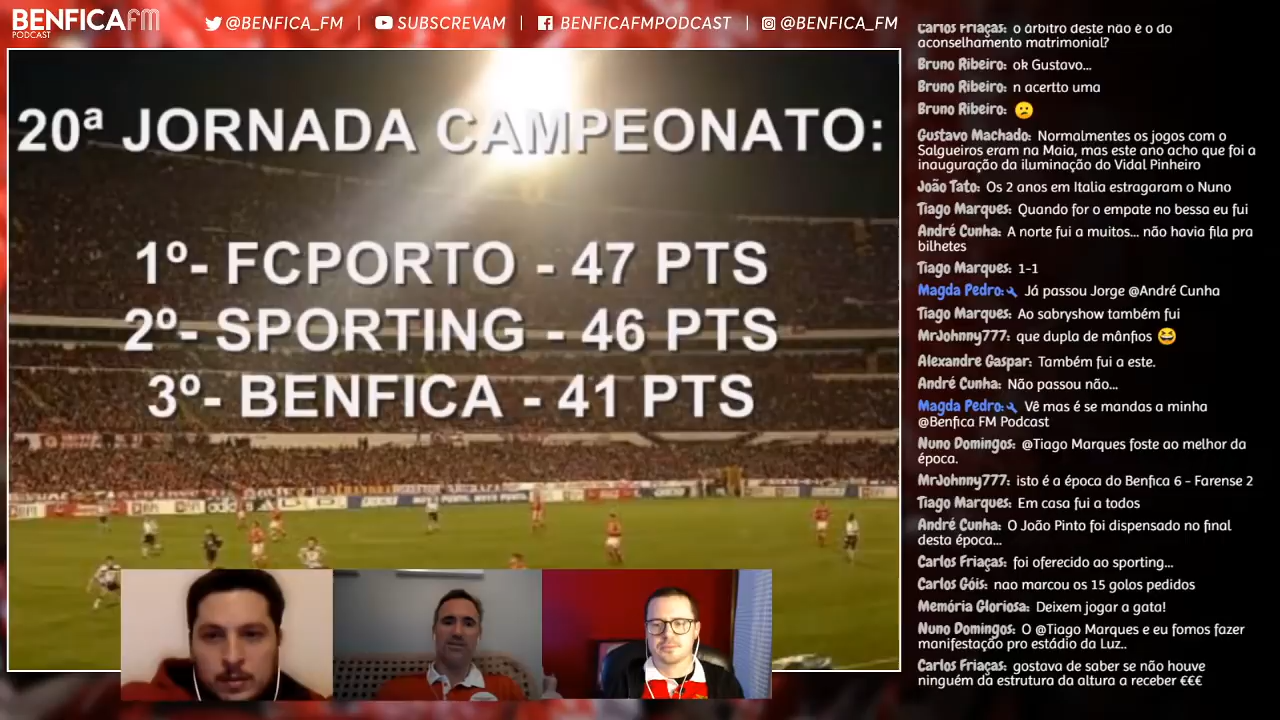 BENFICA FM
PODCAST
@BENFICA_FM | SUBSCREVAM | BENFICAFMPODCAST | @BENFICA_FM
20ª JORNADA CAMPEONATO:
1º- FCPORTO - 47 PTS
2º- SPORTING - 46 PTS
3º- BENFICA - 41 PTS
Carlos Friaças: o árbitro deste não é o do
aconselhamento matrimonial?
Bruno Ribeiro: ok Gustavo...
Bruno Ribeiro: n acertto uma
Bruno Ribeiro: 😕
Gustavo Machado: Normalmentes os jogos com o
Salgueiros eram na Maia, mas este ano acho que foi a
inauguração da iluminação do Vidal Pinheiro
João Tato: Os 2 anos em Italia estragaram o Nuno
Tiago Marques: Quando for o empate no bessa eu fui
André Cunha: A norte fui a muitos... não havia fila pra
bilhetes
Tiago Marques: 1-1
Magda Pedro:🔧 Já passou Jorge @André Cunha
Tiago Marques: Ao sabryshow também fui
MrJohnny777: que dupla de mânfios 😆
Alexandre Gaspar: Também fui a este.
André Cunha: Não passou não...
Magda Pedro:🔧 Vê mas é se mandas a minha
@Benfica FM Podcast
Nuno Domingos: @Tiago Marques foste ao melhor da
época.
MrJohnny777: isto é a época do Benfica 6 - Farense 2
Tiago Marques: Em casa fui a todos
André Cunha: O João Pinto foi dispensado no final
desta época...
Carlos Friaças: foi oferecido ao sporting...
Carlos Góis: nao marcou os 15 golos pedidos
Memória Gloriosa: Deixem jogar a gata!
Nuno Domingos: O @Tiago Marques e eu fomos fazer
manifestação pro estádio da Luz..
Carlos Friaças: gostava de saber se não houve
ninguém da estrutura da altura a receber €€€